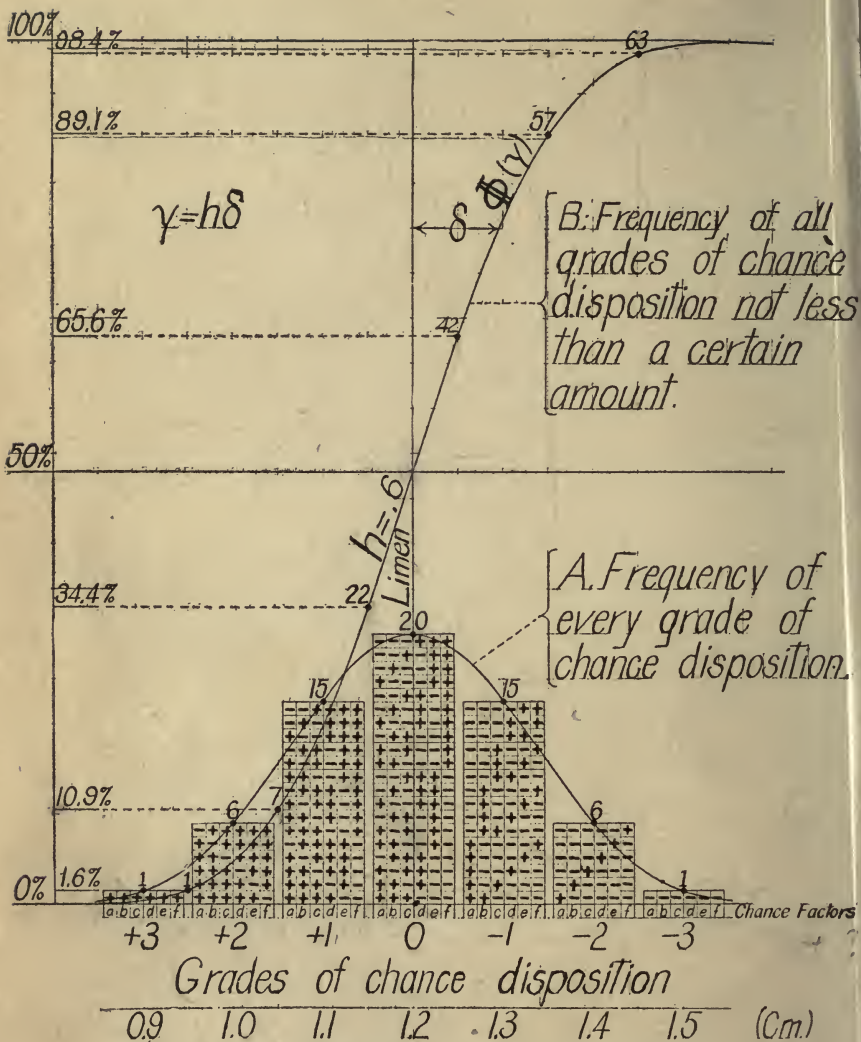 100%
98.4%
63
89.1%
57
Φ(γ)
γ=hδ
δ
B: Frequency of all
grades of chance
disposition not less
than a certain
amount.
65.6%
42
50%
h=.6
Limen
34.4%
22
20
A. Frequency of
every grade of
chance disposition.
15
15
10.9%
6
7
6
1.6%
1
1
1
0%
a b c d e f a b c d e f a b c d e f a b c d e f a b c d e f a b c d e f a b c d e f Chance Factors
+3 +2 +1 0 -1 -2 -3
Grades of chance disposition
0.9 1.0 1.1 1.2 1.3 1.4 1.5 (Cm.)